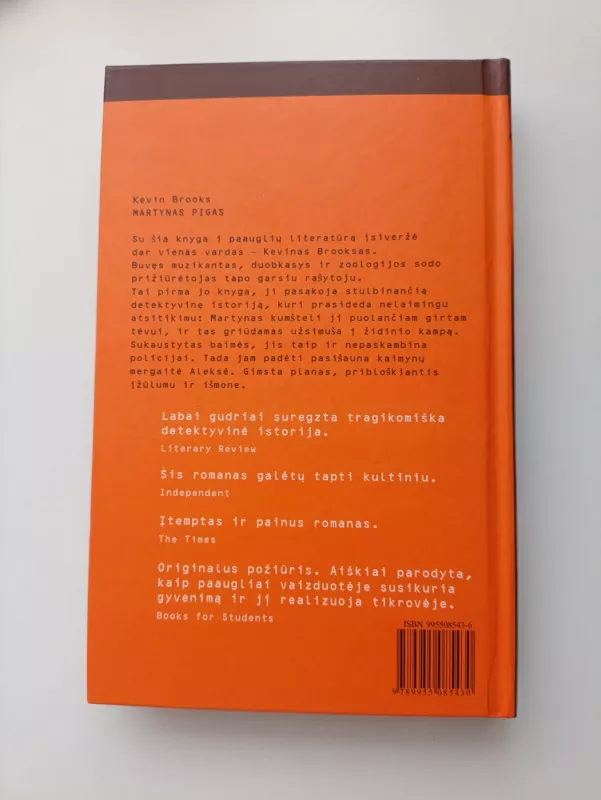 Kevin Brooks
MARTYNAS PIGAS
Su šia knyga į paauglių literatūrą įsiveržė
dar vienas vardas – Kevinas Brooksas.
Buvęs muzikantas, duobkasys ir zoologijos sodo
prižiūrėtojas tapo garsiu rašytoju.
Tai pirma jo knyga, ji pasakoja stulbinančią
detektyvinę istoriją, kuri prasideda nelaimingu
atsitikimu: Martynas kumšteli jį puolančiam girtam
tėvui, ir tas griūdamas užsimuša į židinio kampą.
Sukaustytas baimės, jis taip ir nepaskambina
policijai. Tada jam padėti pasišauna kaimynų
mergaitė Aleksė. Gimsta planas, pribloškiantis
įžūlumu ir išmone.
Labai gudriai suregzta tragikomiška
detektyvinė istorija.
Literary Review
Šis romanas galėtų tapti kultiniu.
Independent
Įtemptas ir painus romanas.
The Times
Originalus požiūris. Aiškiai parodyta,
kaip paaugliai vaizduotėje susikuria
gyvenimą ir jį realizuoja tikrovėje.
Books for Students
ISBN 995508543-6
9789955085430